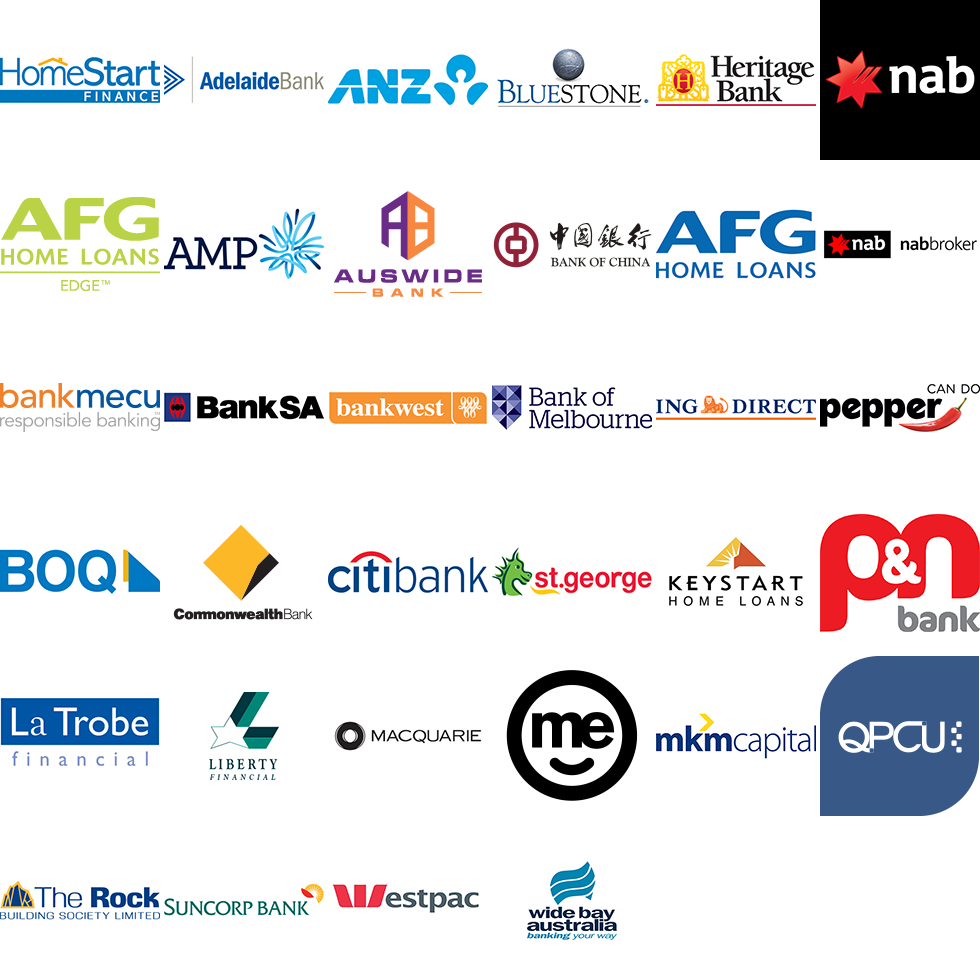 HomeStart
FINANCE
AdelaideBank
ANZ
BLUESTONE.
Heritage
Bank
nab
AFG
HOME LOANS
EDGE™
AMP
AUSWIDE
BANK
中國銀行
BANK OF CHINA
AFG
HOME LOANS
nab nabbroker
bankmecu
responsible banking™
BankSA
bankwest
Bank of
Melbourne
ING DIRECT
CAN DO
pepper
BOQ
CommonwealthBank
citibank
st.george
KEYSTART
HOME LOANS
p&n
bank
La Trobe
financial
LIBERTY
FINANCIAL
MACQUARIE
me
mkmcapital
QPCU
The Rock
BUILDING SOCIETY LIMITED
SUNCORP BANK
Westpac
wide bay
australia
banking your way